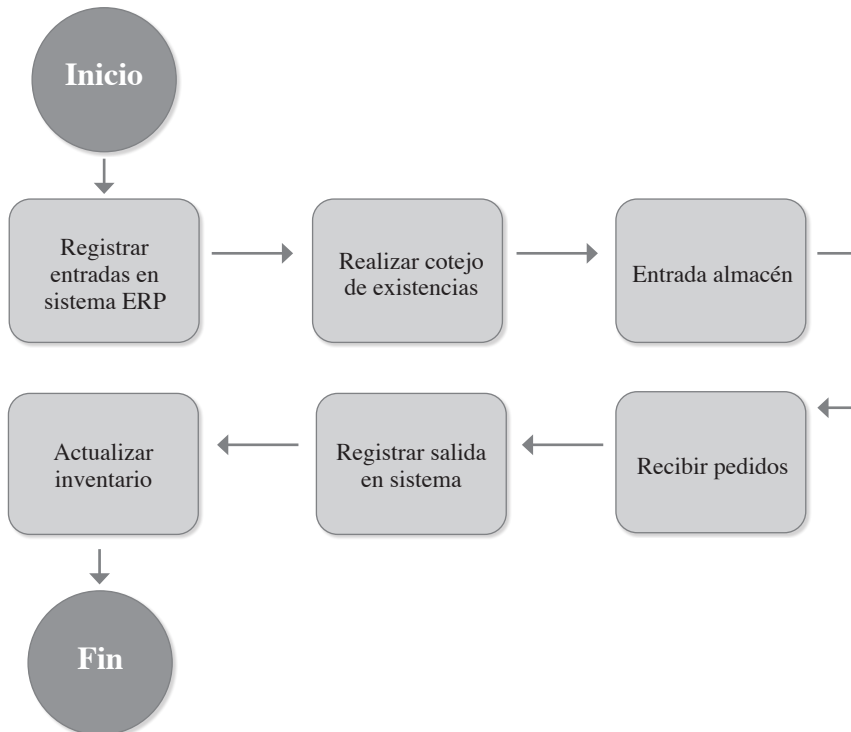 Inicio
Registrar
entradas en
sistema ERP
Realizar cotejo
de existencias
Entrada almacén
Recibir pedidos
Registrar salida
en sistema
Actualizar
inventario
Fin